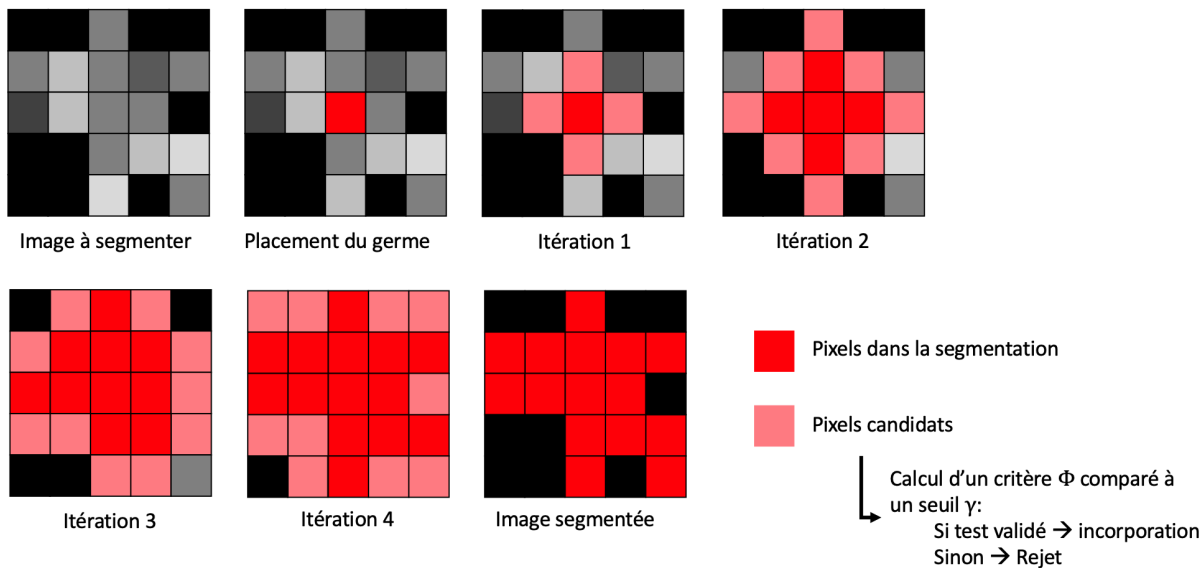 Image à segmenter
Placement du germe
Itération 1
Itération 2
Itération 3
Itération 4
Image segmentée
Pixels dans la segmentation
Pixels candidats
Calcul d’un critère Φ comparé à
un seuil γ:
Si test validé → incorporation
Sinon → Rejet